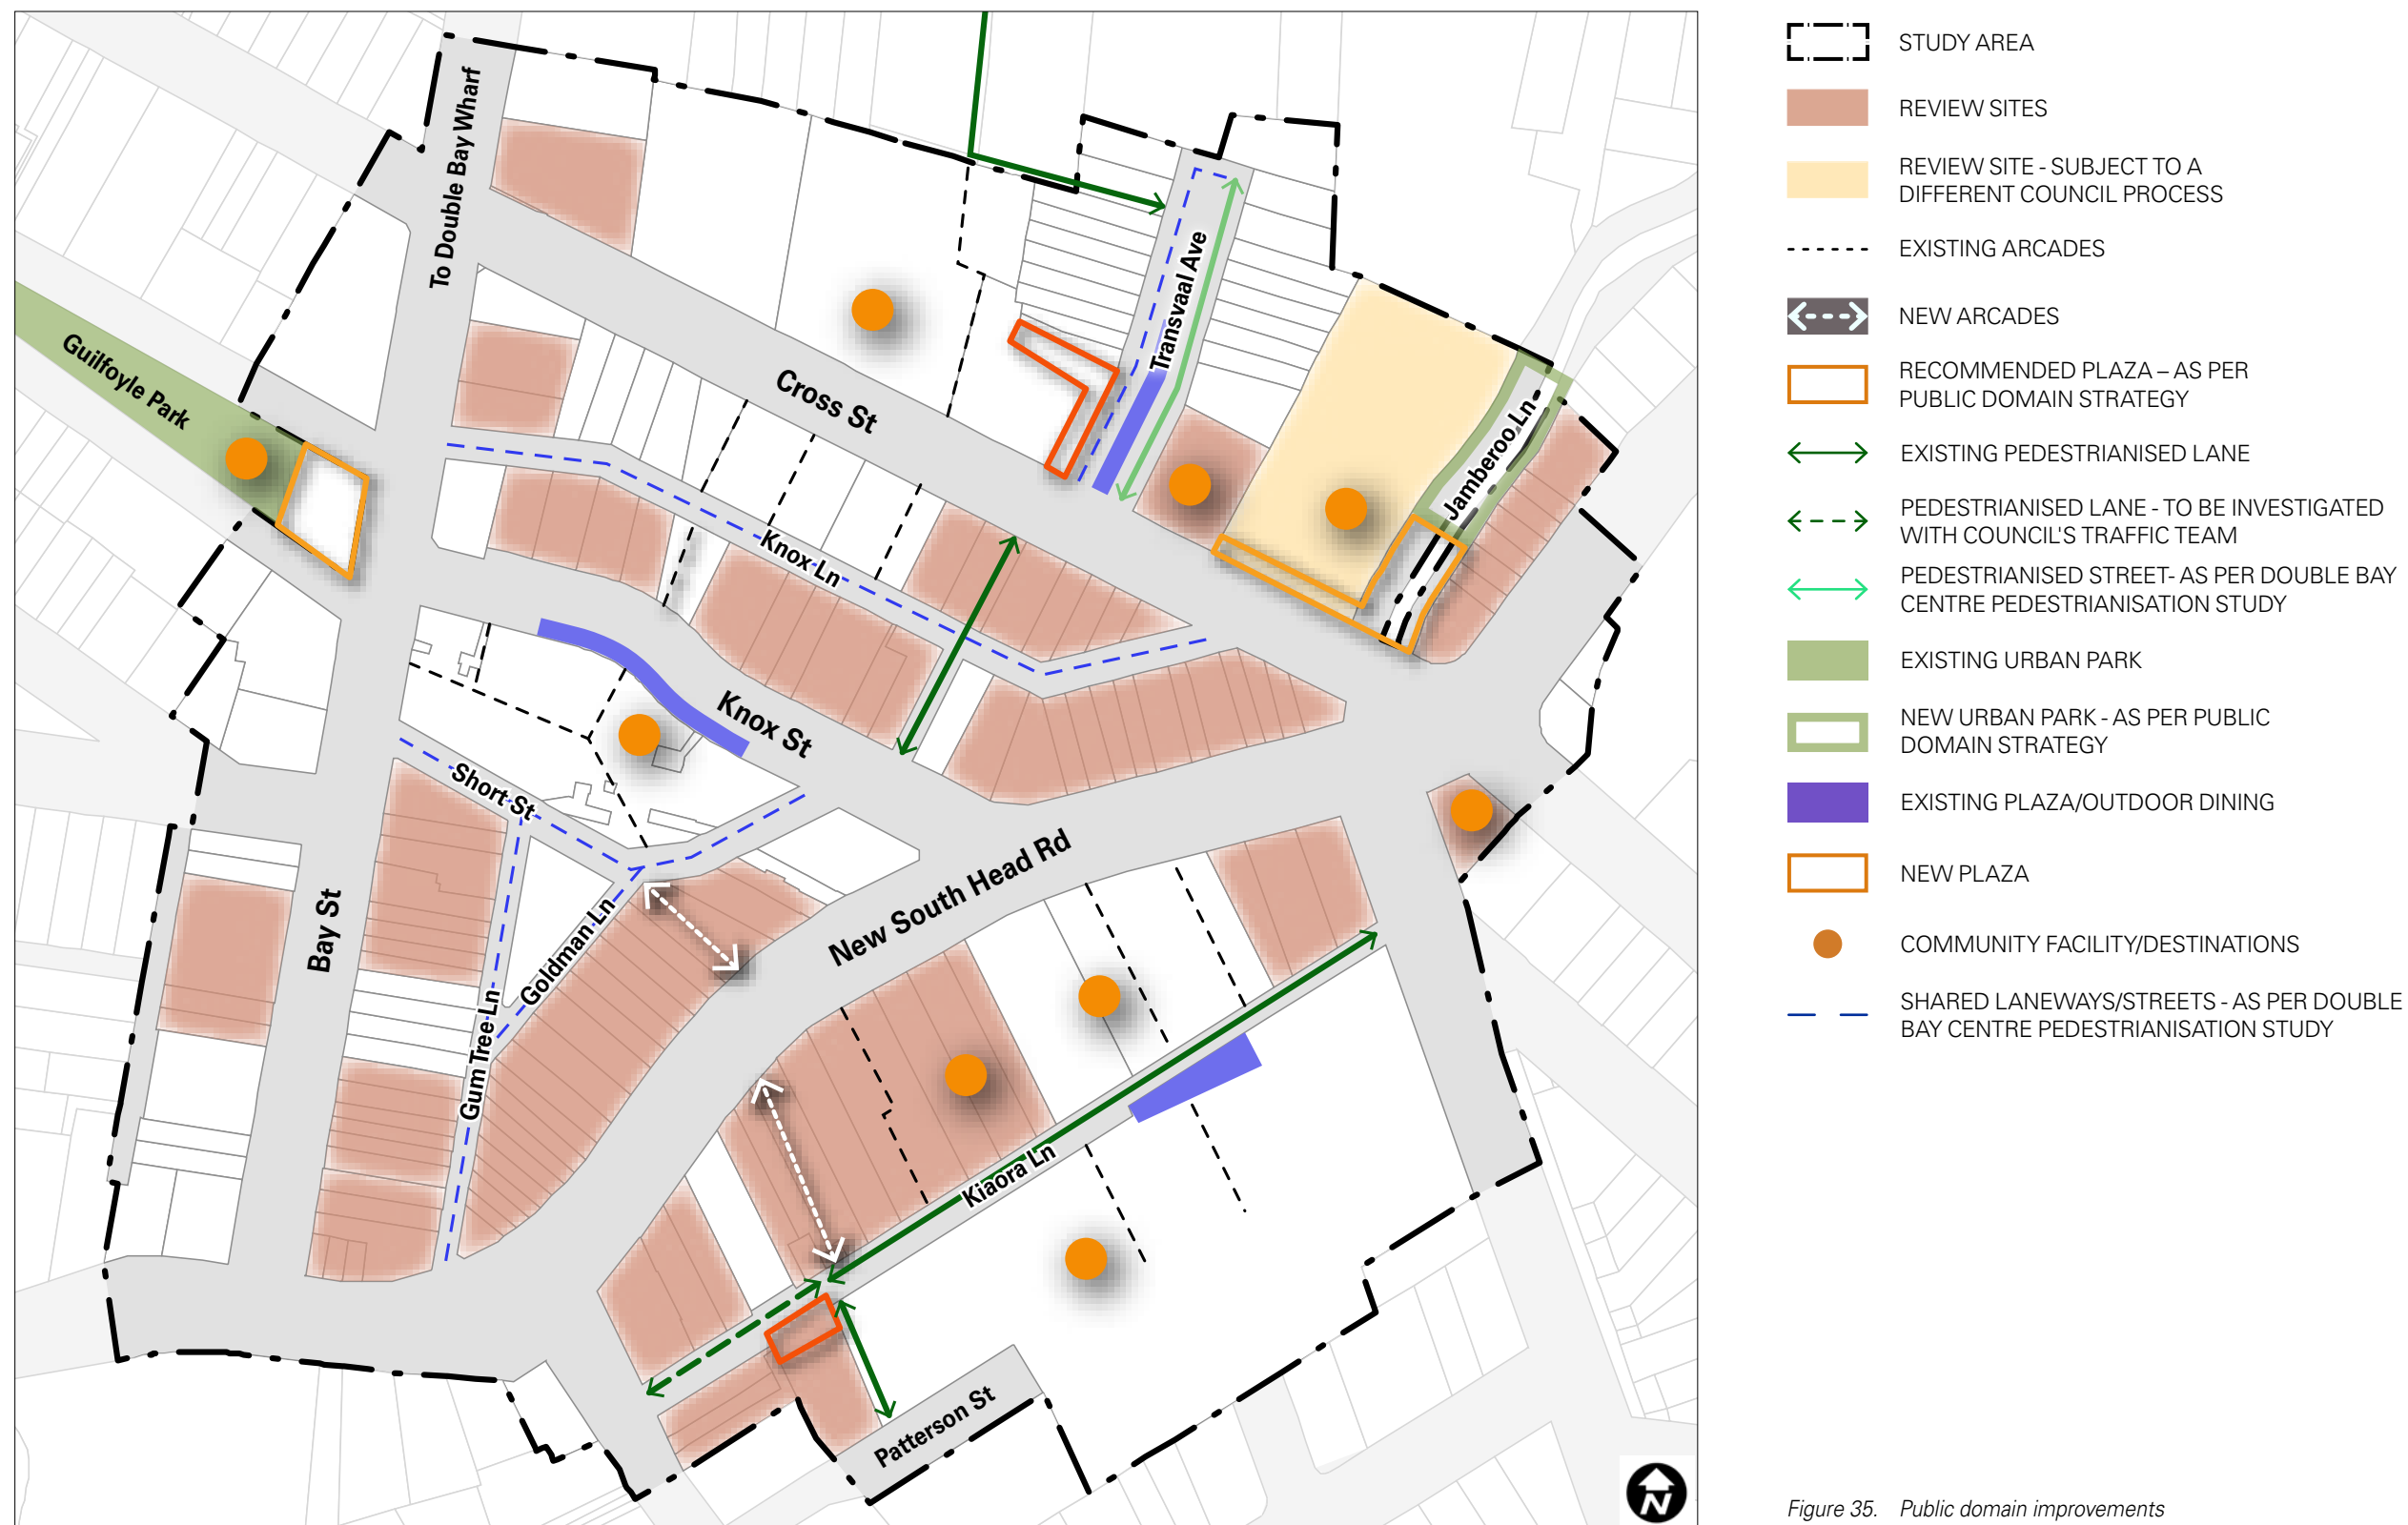 To Double Bay Wharf
Guilfoyle Park
Cross St
Transvaal Ave
Jamberoo Ln
Knox Ln
Knox St
Short St
Bay St
Goldman Ln
Gum Tree Ln
New South Head Rd
Kiaora Ln
Patterson St
N
STUDY AREA
REVIEW SITES
REVIEW SITE - SUBJECT TO A
DIFFERENT COUNCIL PROCESS
EXISTING ARCADES
NEW ARCADES
RECOMMENDED PLAZA – AS PER
PUBLIC DOMAIN STRATEGY
EXISTING PEDESTRIANISED LANE
PEDESTRIANISED LANE - TO BE INVESTIGATED
WITH COUNCIL'S TRAFFIC TEAM
PEDESTRIANISED STREET- AS PER DOUBLE BAY
CENTRE PEDESTRIANISATION STUDY
EXISTING URBAN PARK
NEW URBAN PARK - AS PER PUBLIC
DOMAIN STRATEGY
EXISTING PLAZA/OUTDOOR DINING
NEW PLAZA
COMMUNITY FACILITY/DESTINATIONS
SHARED LANEWAYS/STREETS - AS PER DOUBLE
BAY CENTRE PEDESTRIANISATION STUDY
Figure 35. Public domain improvements